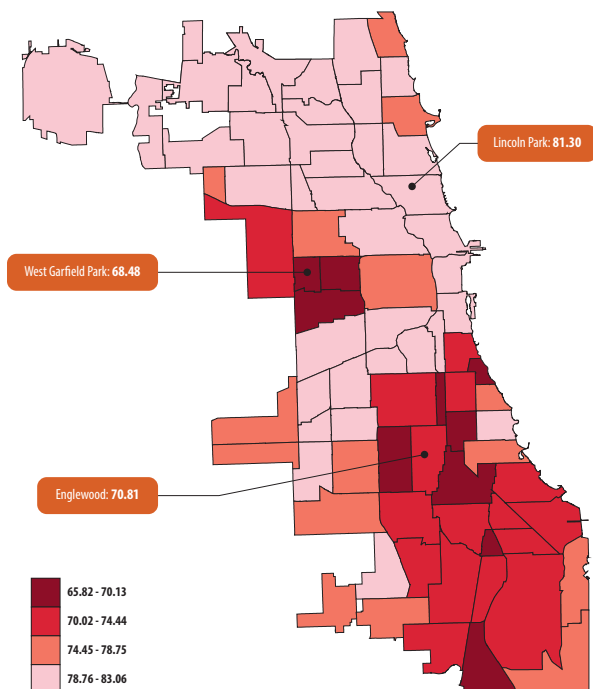 Lincoln Park: 81.30
West Garfield Park: 68.48
Englewood: 70.81
65.82 - 70.13
70.02 - 74.44
74.45 - 78.75
78.76 - 83.06